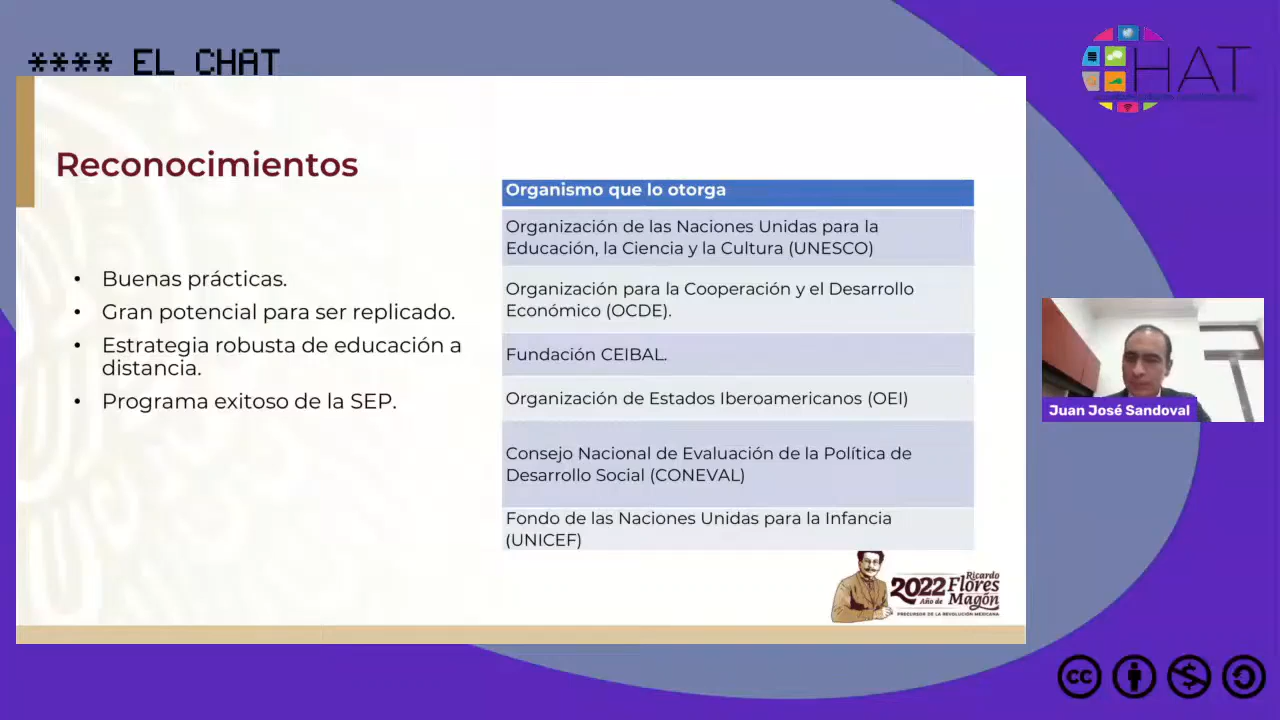 **** EL CHAT
HAT
Reconocimientos
• Buenas prácticas.
• Gran potencial para ser replicado.
• Estrategia robusta de educación a
distancia.
• Programa exitoso de la SEP.
Organismo que lo otorga
Organización de las Naciones Unidas para la
Educación, la Ciencia y la Cultura (UNESCO)
Organización para la Cooperación y el Desarrollo
Económico (OCDE).
Fundación CEIBAL.
Organización de Estados Iberoamericanos (OEI)
Consejo Nacional de Evaluación de la Política de
Desarrollo Social (CONEVAL)
Fondo de las Naciones Unidas para la Infancia
(UNICEF)
2022 Ricardo
Año de Flores
Magón
PRECURSOR DE LA REVOLUCIÓN MEXICANA
Juan José Sandoval
CC